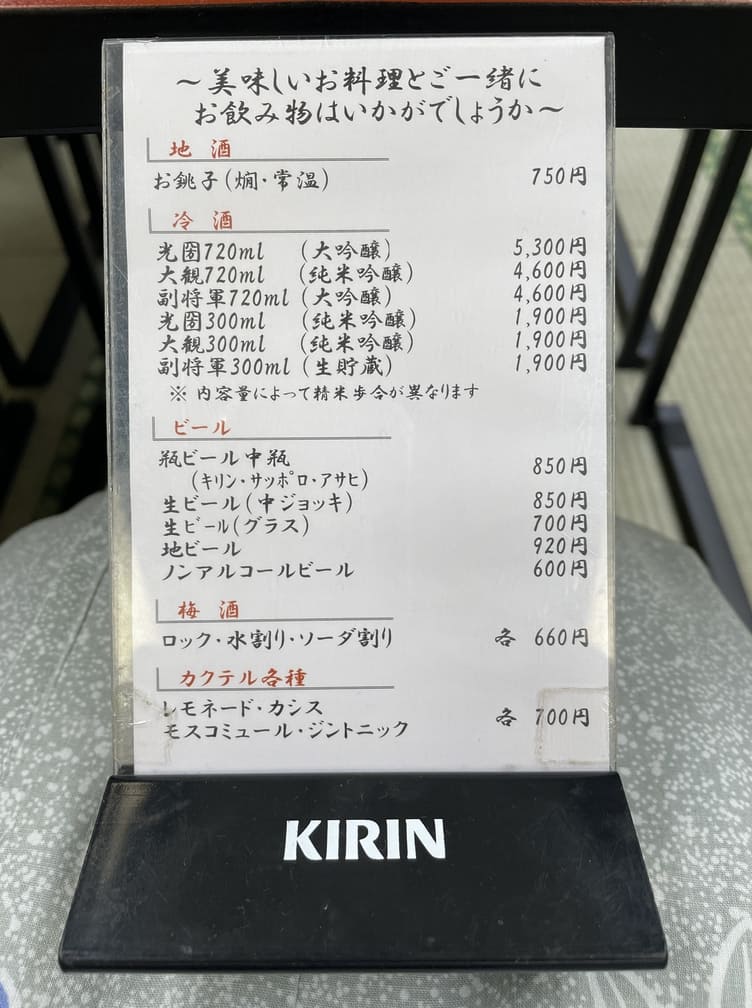 ～美味しいお料理とご一緒に
お飲み物はいかがでしょうか～
地酒
お銚子(燗・常温) 750円
冷酒
光圀720ml (大吟醸) 5,300円
大観720ml (純米吟醸) 4,600円
副将軍720ml (大吟醸) 4,600円
光圀300ml (純米吟醸) 1,900円
大観300ml (純米吟醸) 1,900円
副将軍300ml (生貯蔵) 1,900円
※ 内容量によって精米歩合が異なります
ビール
瓶ビール中瓶 850円
(キリン・サッポロ・アサヒ)
生ビール(中ジョッキ) 850円
生ビール(グラス) 700円
地ビール 920円
ノンアルコールビール 600円
梅酒
ロック・水割り・ソーダ割り 各 660円
カクテル各種
レモネード・カシス 各 700円
モスコミュール・ジントニック
KIRIN